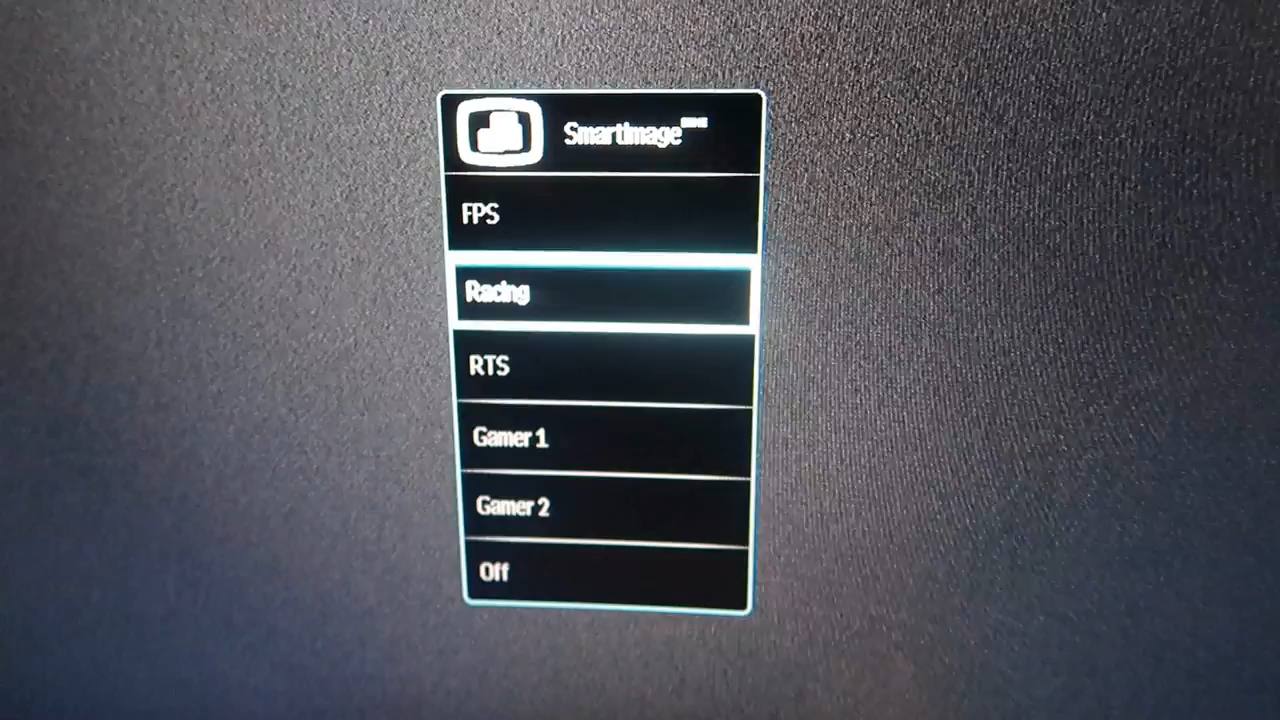 SmartImage
FPS
Racing
RTS
Gamer 1
Gamer 2
Off